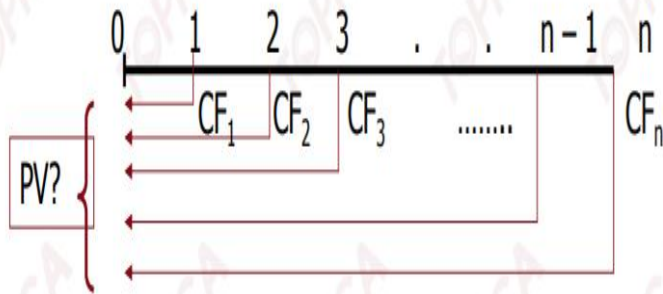 0 1 2 3 . . n – 1 n
CF1 CF2 CF3 ........ CFn
PV?